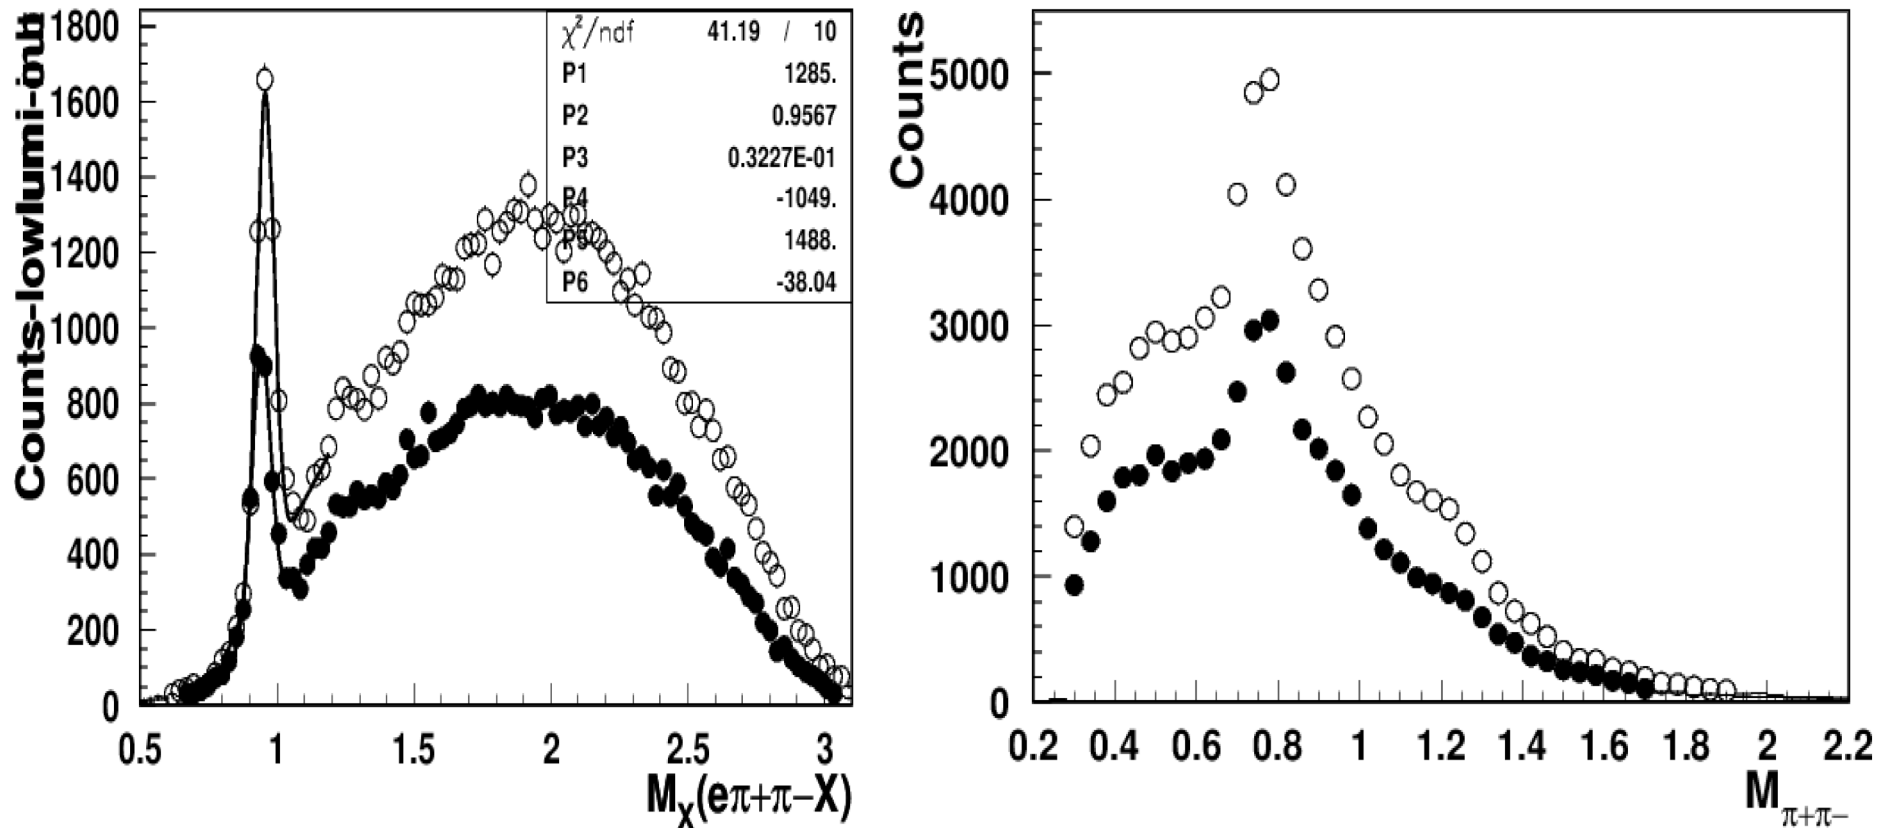 Counts-lowlumi-
1800
1600
1400
1200
1000
800
600
400
200
0
0.5 1 1.5 2 2.5 3
M_X(eπ+π−X)
χ²/ndf 41.19 / 10
P1 1285.
P2 0.9567
P3 0.3227E-01
P4 -1049.
P5 1488.
P6 -38.04
Counts
5000
4000
3000
2000
1000
0
0.2 0.4 0.6 0.8 1 1.2 1.4 1.6 1.8 2 2.2
M_π+π−